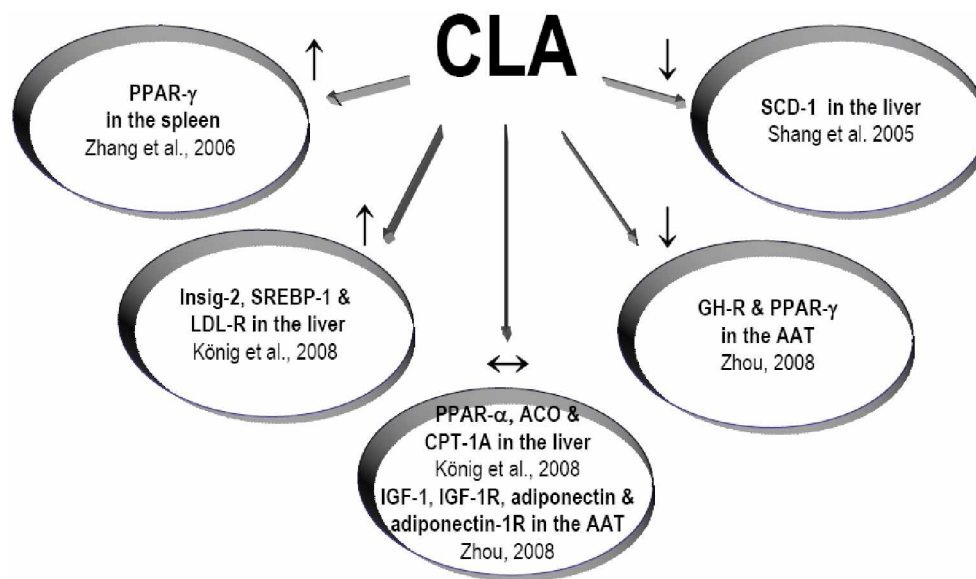 CLA
PPAR-γ
in the spleen
Zhang et al., 2006
SCD-1 in the liver
Shang et al. 2005
Insig-2, SREBP-1 &
LDL-R in the liver
König et al., 2008
GH-R & PPAR-γ
in the AAT
Zhou, 2008
PPAR-α, ACO &
CPT-1A in the liver
König et al., 2008
IGF-1, IGF-1R, adiponectin &
adiponectin-1R in the AAT
Zhou, 2008